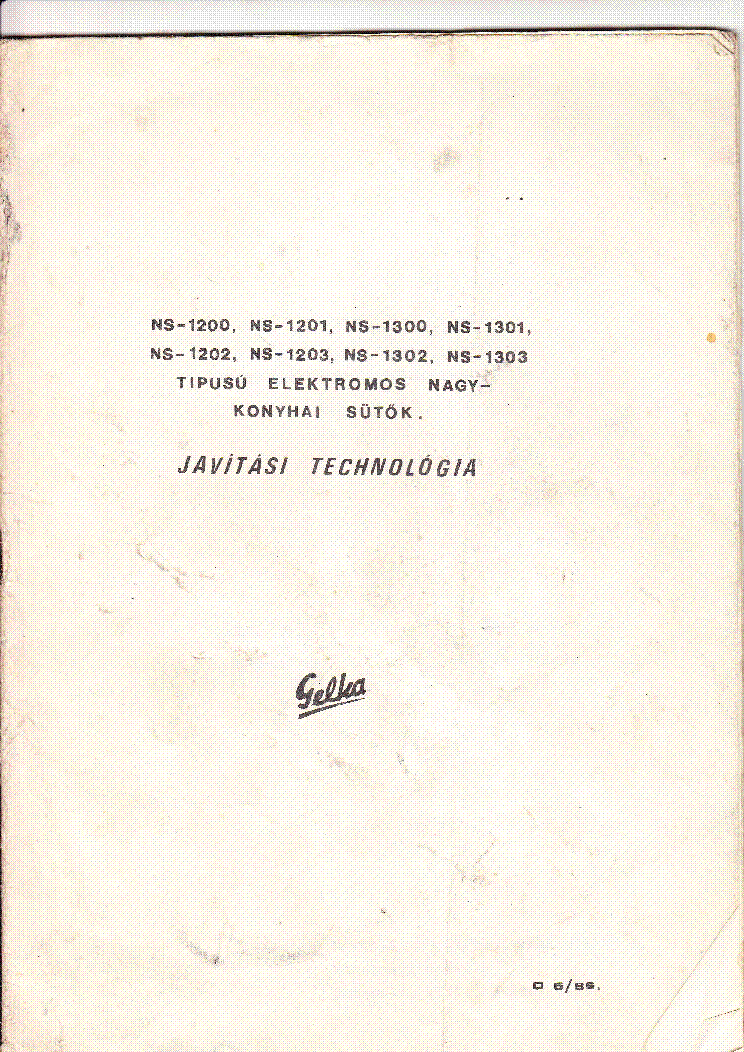 NS-1200, NS-1201, NS-1300, NS-1301,
NS-1202, NS-1203, NS-1302, NS-1303
TIPUSÚ ELEKTROMOS NAGY-
KONYHAI SÜTŐK.
JAVÍTÁSI TECHNOLÓGIA
Gelka